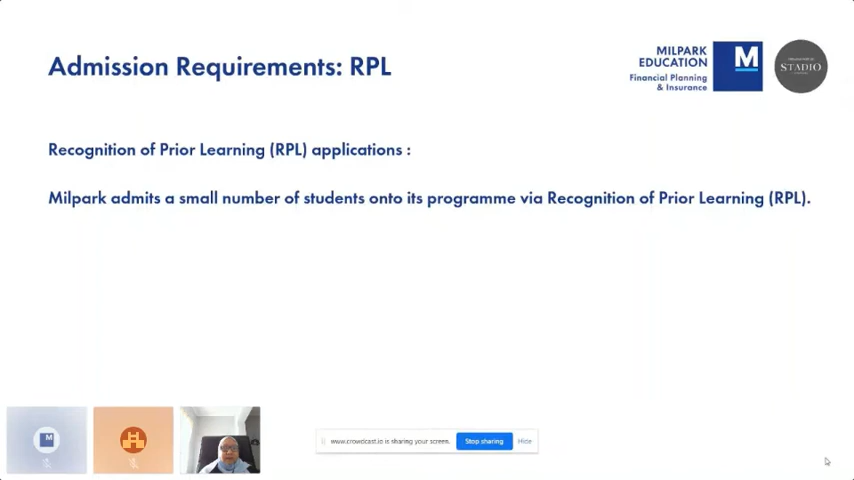 Admission Requirements: RPL
MILPARK
EDUCATION
Financial Planning
& Insurance
M
STADIO
Recognition of Prior Learning (RPL) applications :
Milpark admits a small number of students onto its programme via Recognition of Prior Learning (RPL).
M
www.crowdcast.io is sharing your screen.
Stop sharing
Hide